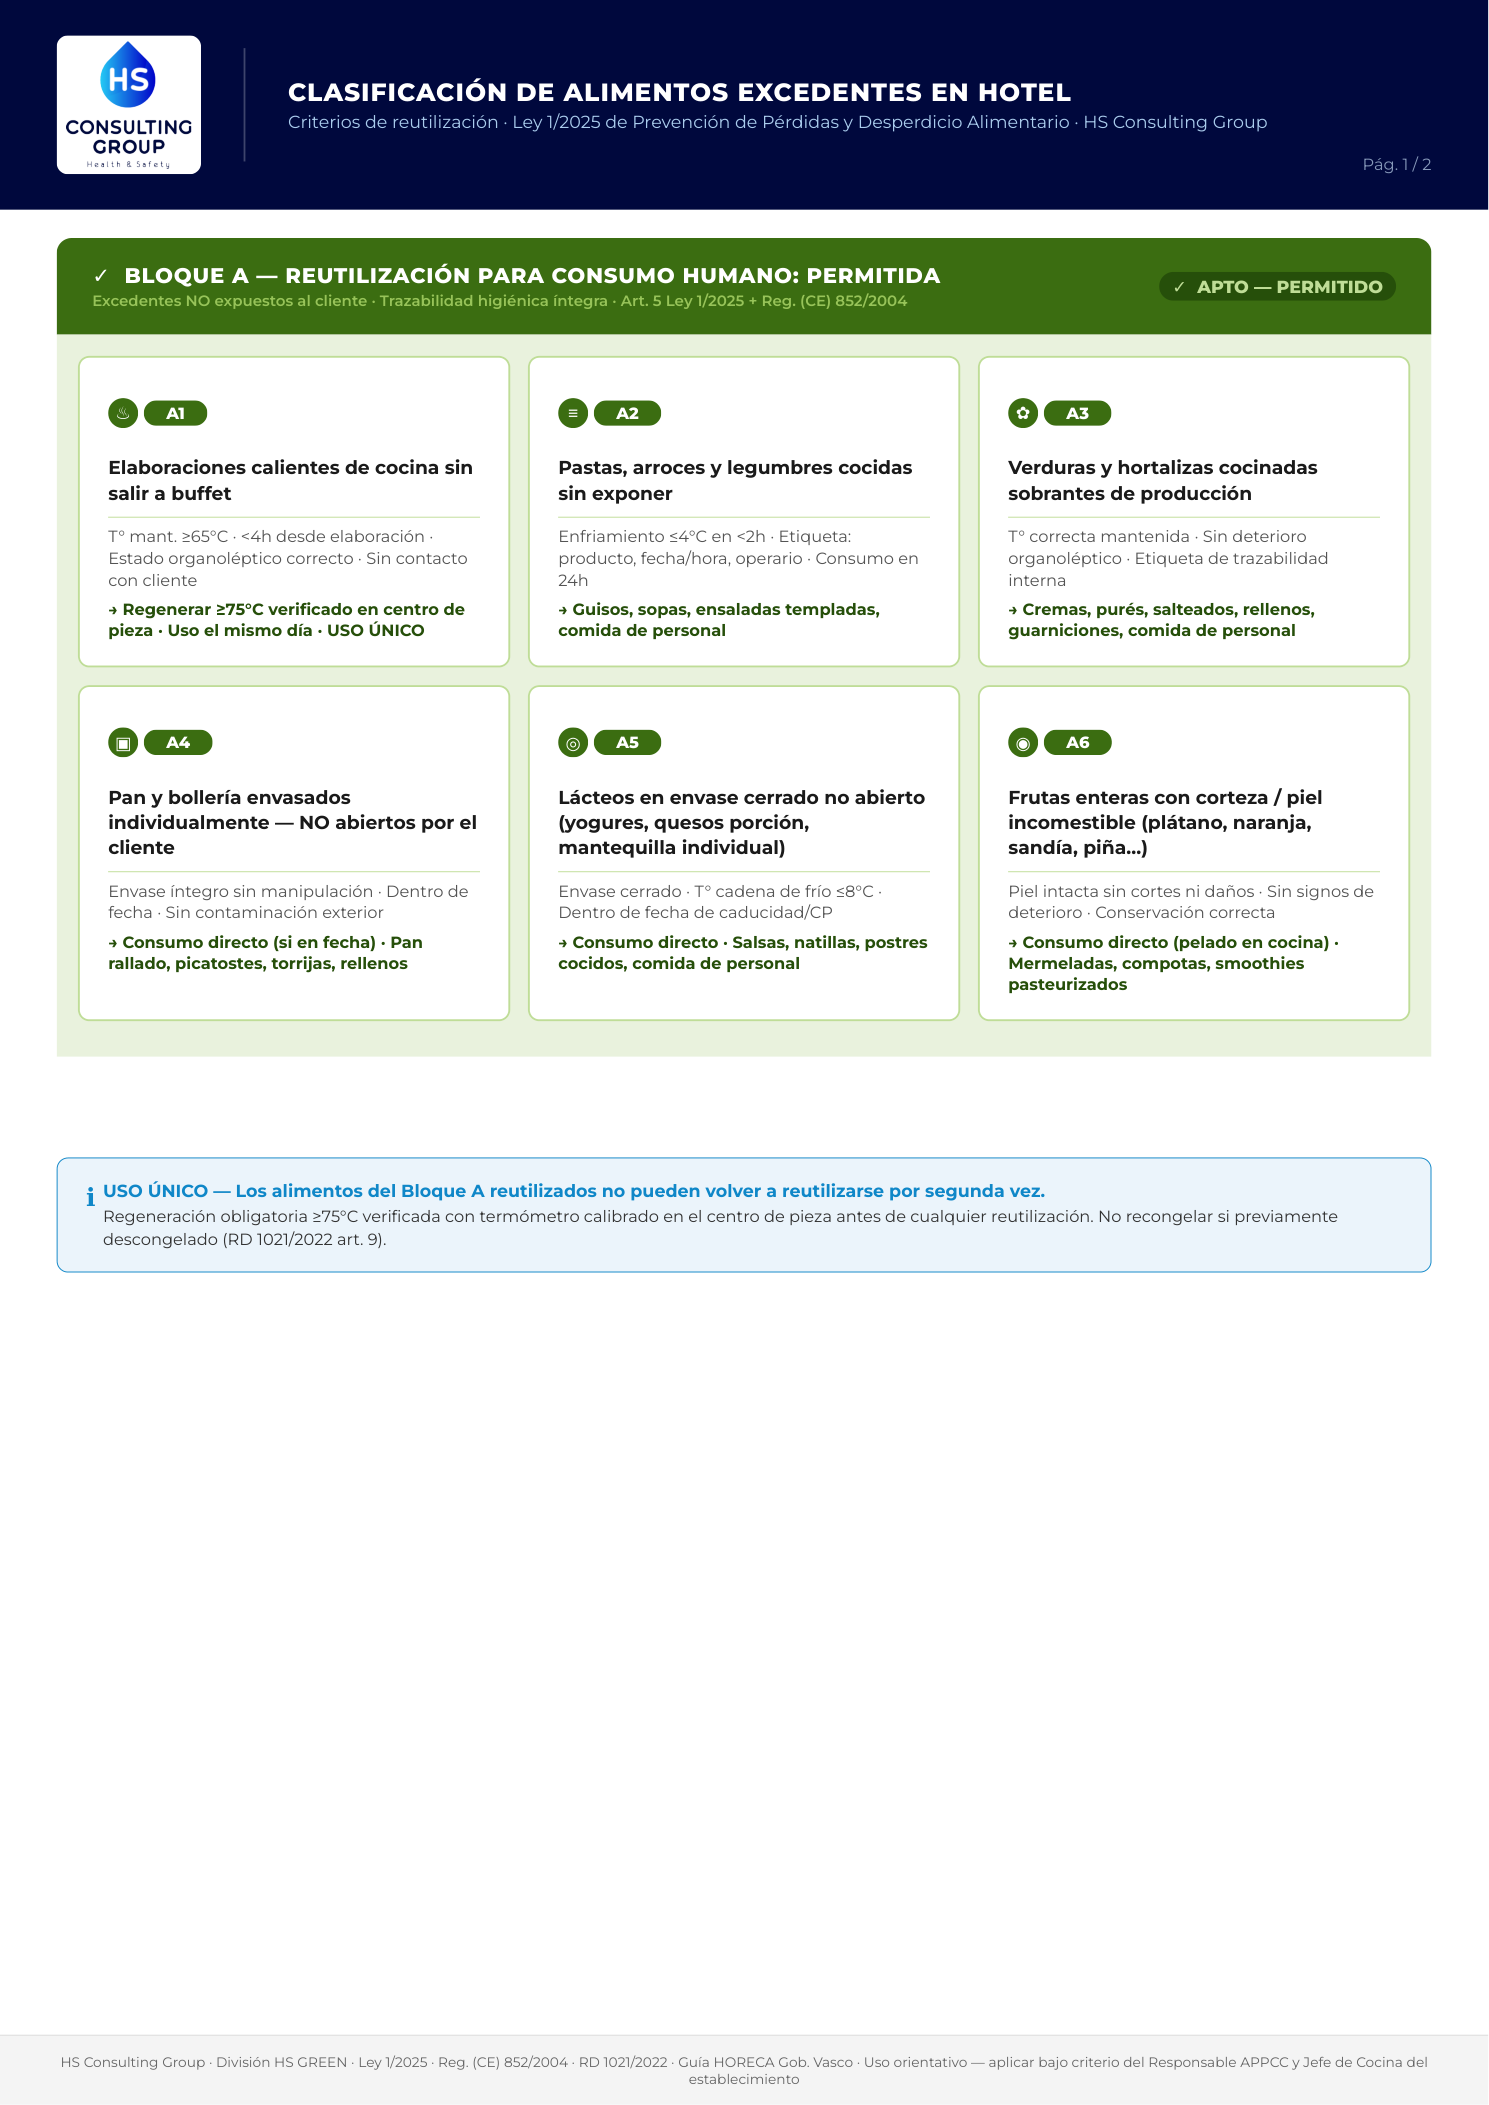 HS
CONSULTING
GROUP
Health & Safety
CLASIFICACIÓN DE ALIMENTOS EXCEDENTES EN HOTEL
Criterios de reutilización · Ley 1/2025 de Prevención de Pérdidas y Desperdicio Alimentario · HS Consulting Group
Pág. 1 / 2
✓ BLOQUE A — REUTILIZACIÓN PARA CONSUMO HUMANO: PERMITIDA
Excedentes NO expuestos al cliente · Trazabilidad higiénica íntegra · Art. 5 Ley 1/2025 + Reg. (CE) 852/2004
✓ APTO — PERMITIDO
A1
Elaboraciones calientes de cocina sin
salir a buffet
T° mant. ≥65°C · <4h desde elaboración ·
Estado organoléptico correcto · Sin contacto
con cliente
→ Regenerar ≥75°C verificado en centro de
pieza · Uso el mismo día · USO ÚNICO
A2
Pastas, arroces y legumbres cocidas
sin exponer
Enfriamiento ≤4°C en <2h · Etiqueta:
producto, fecha/hora, operario · Consumo en
24h
→ Guisos, sopas, ensaladas templadas,
comida de personal
A3
Verduras y hortalizas cocinadas
sobrantes de producción
T° correcta mantenida · Sin deterioro
organoléptico · Etiqueta de trazabilidad
interna
→ Cremas, purés, salteados, rellenos,
guarniciones, comida de personal
A4
Pan y bollería envasados
individualmente — NO abiertos por el
cliente
Envase íntegro sin manipulación · Dentro de
fecha · Sin contaminación exterior
→ Consumo directo (si en fecha) · Pan
rallado, picatostes, torrijas, rellenos
A5
Lácteos en envase cerrado no abierto
(yogures, quesos porción,
mantequilla individual)
Envase cerrado · T° cadena de frío ≤8°C ·
Dentro de fecha de caducidad/CP
→ Consumo directo · Salsas, natillas, postres
cocidos, comida de personal
A6
Frutas enteras con corteza / piel
incomestible (plátano, naranja,
sandía, piña...)
Piel intacta sin cortes ni daños · Sin signos de
deterioro · Conservación correcta
→ Consumo directo (pelado en cocina) ·
Mermeladas, compotas, smoothies
pasteurizados
i USO ÚNICO — Los alimentos del Bloque A reutilizados no pueden volver a reutilizarse por segunda vez.
Regeneración obligatoria ≥75°C verificada con termómetro calibrado en el centro de pieza antes de cualquier reutilización. No recongelar si previamente
descongelado (RD 1021/2022 art. 9).
HS Consulting Group · División HS GREEN · Ley 1/2025 · Reg. (CE) 852/2004 · RD 1021/2022 · Guía HORECA Gob. Vasco · Uso orientativo — aplicar bajo criterio del Responsable APPCC y Jefe de Cocina del
establecimiento